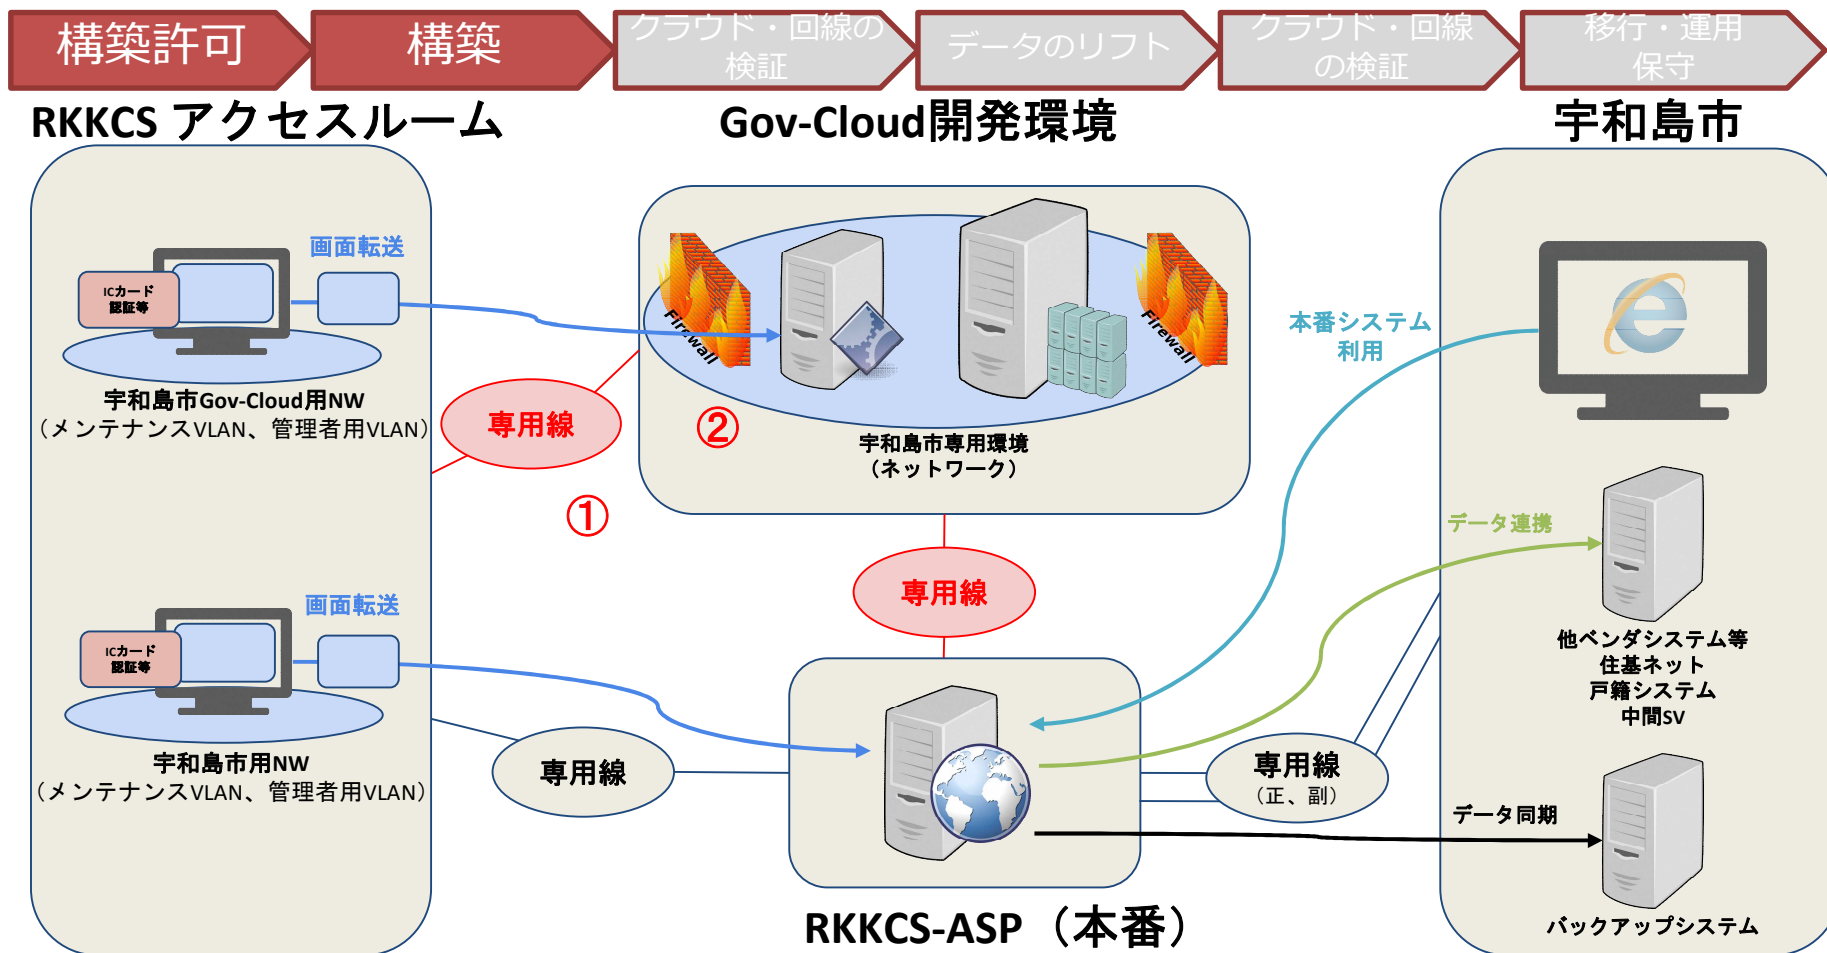 構築許可
構築
クラウド・回線の
検証
データのリフト
クラウド・回線
の検証
移行・運用
保守
RKKCS アクセスルーム
Gov-Cloud開発環境
宇和島市
画面転送
ICカード
認証等
宇和島市Gov-Cloud用NW
（メンテナンスVLAN、管理者用VLAN）
専用線
①
Firewall
Firewall
②
宇和島市専用環境
（ネットワーク）
本番システム
利用
データ連携
専用線
画面転送
ICカード
認証等
宇和島市用NW
（メンテナンスVLAN、管理者用VLAN）
専用線
専用線
（正、副）
他ベンダシステム等
住基ネット
戸籍システム
中間SV
データ同期
バックアップシステム
RKKCS-ASP（本番）